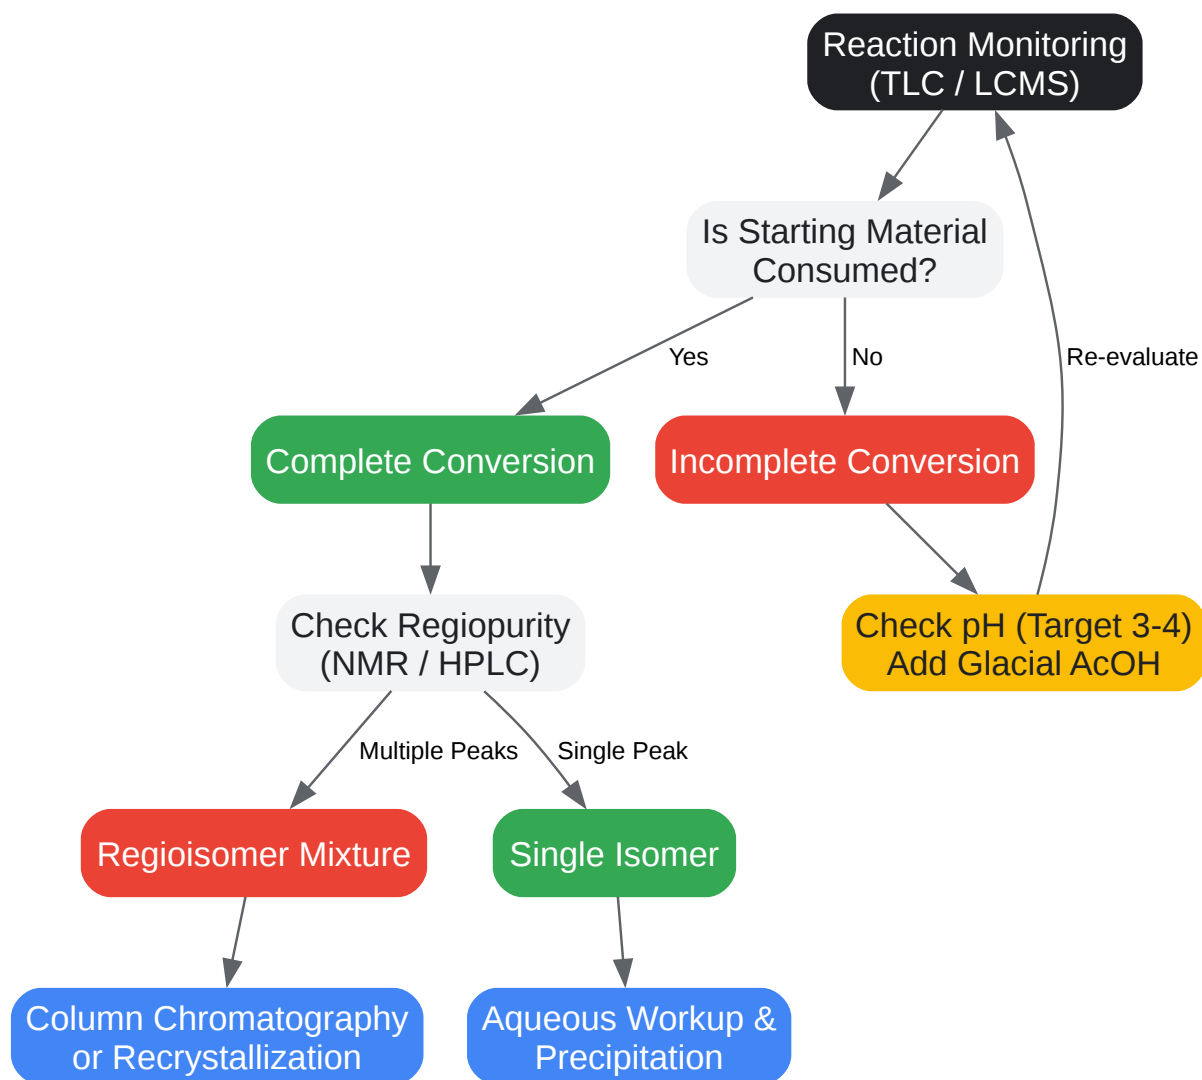 Reaction Monitoring
(TLC / LCMS)
Is Starting Material
Consumed?
Yes
No
Re-evaluate
Complete Conversion
Incomplete Conversion
Check Regiopurity
(NMR / HPLC)
Check pH (Target 3-4)
Add Glacial AcOH
Multiple Peaks
Single Peak
Regioisomer Mixture
Single Isomer
Column Chromatography
or Recrystallization
Aqueous Workup &
Precipitation